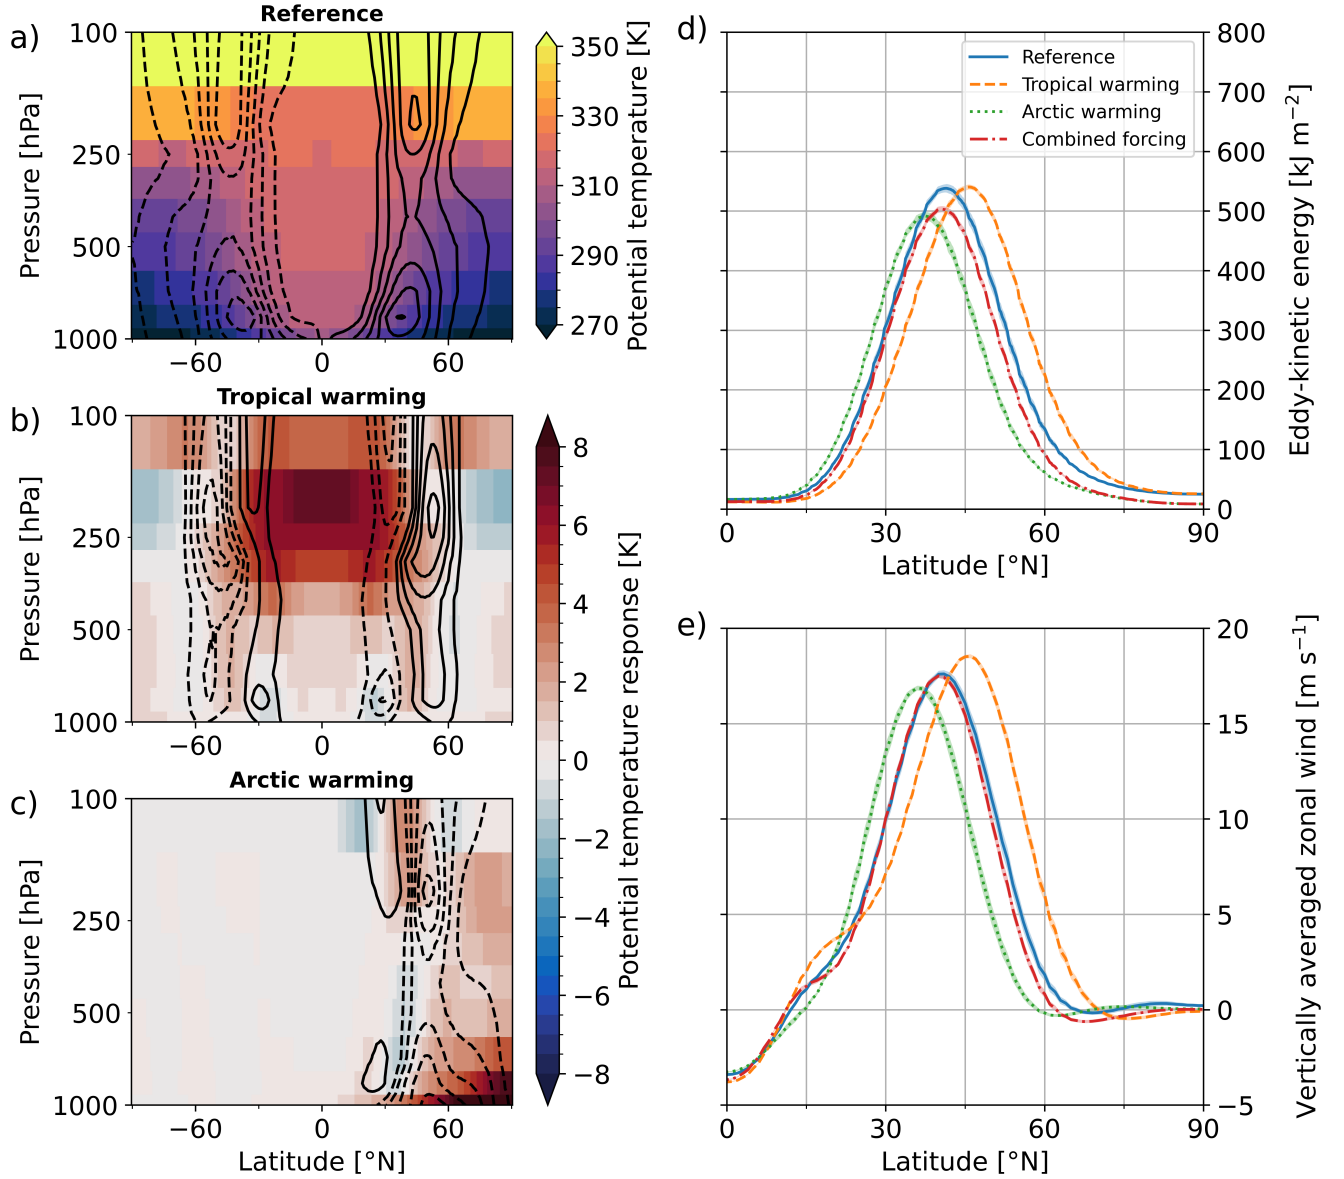 a)
Reference
100
250
500
1000
Pressure [hPa]
−60
0
60
350
330
310
290
270
Potential temperature [K]
b)
Tropical warming
100
250
500
1000
Pressure [hPa]
−60
0
60
c)
Arctic warming
100
250
500
1000
Pressure [hPa]
−60
0
60
Latitude [°N]
8
6
4
2
0
−2
−4
−6
−8
Potential temperature response [K]
d)
Reference
Tropical warming
Arctic warming
Combined forcing
800
700
600
500
400
300
200
100
0
Eddy-kinetic energy [kJ m⁻²]
0
30
60
90
Latitude [°N]
e)
20
15
10
5
0
−5
Vertically averaged zonal wind [m s⁻¹]
0
30
60
90
Latitude [°N]